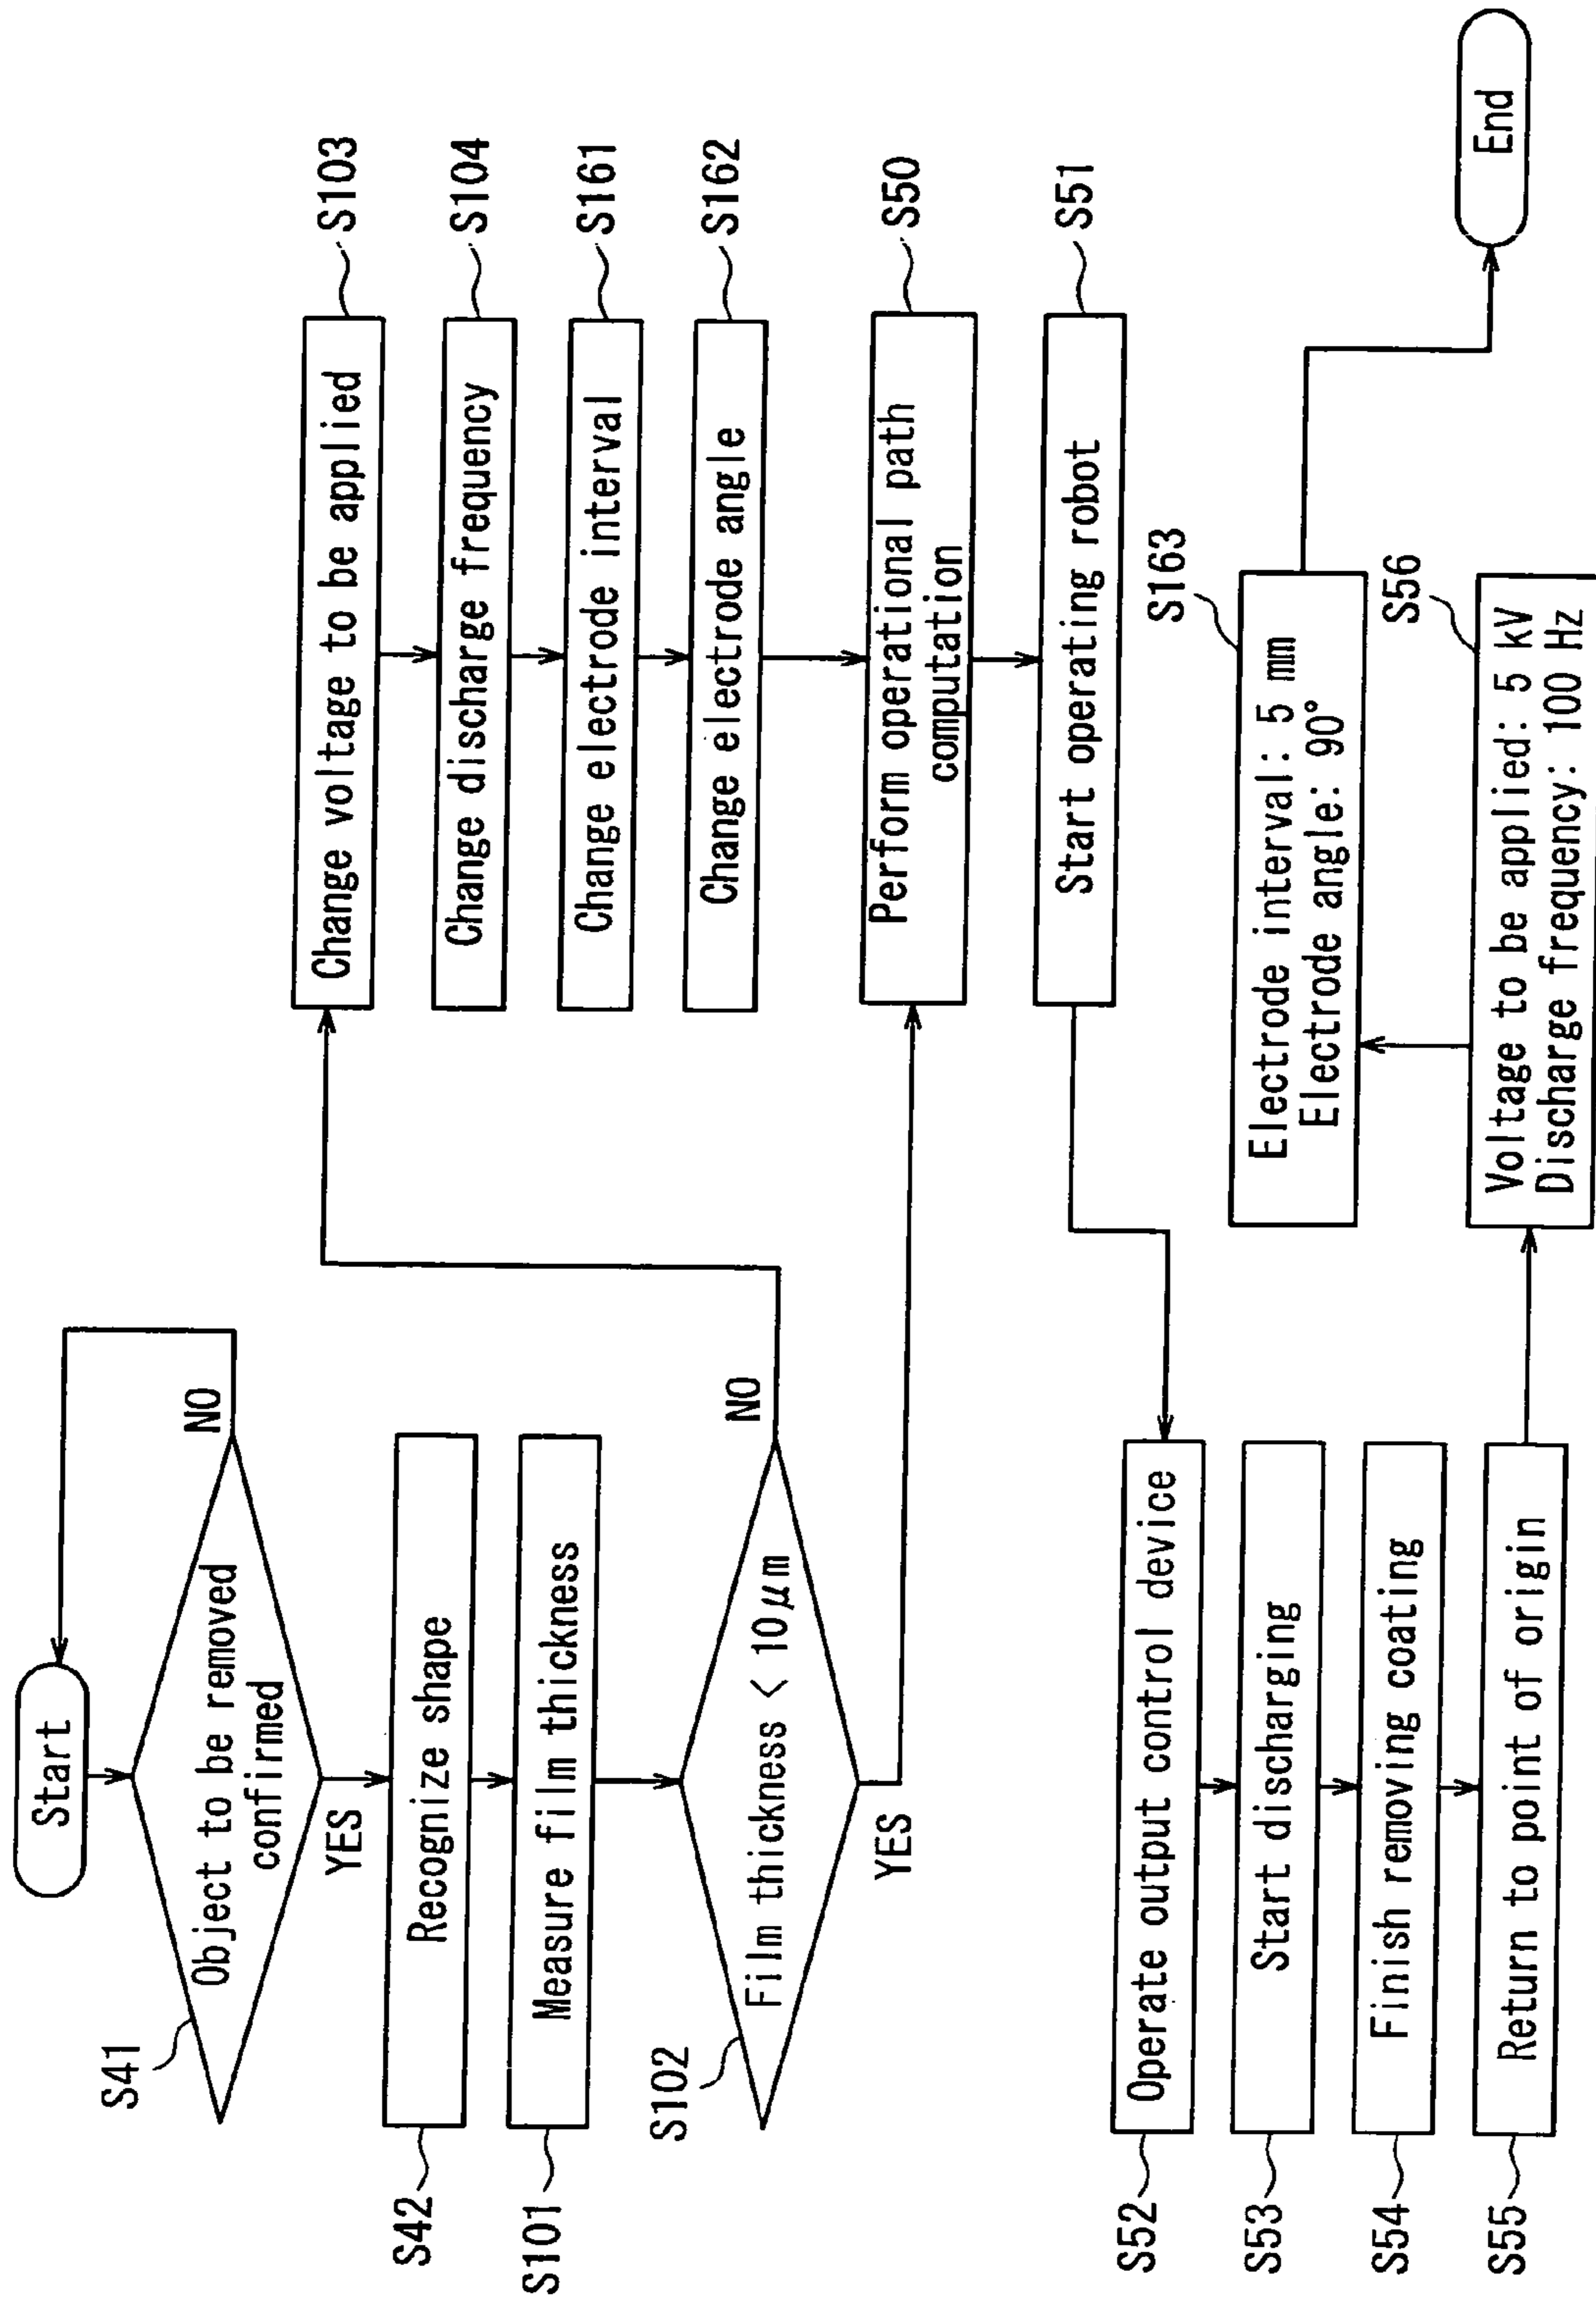 Start
S41
Object to be removed
confirmed
NO
YES
S42
Recognize shape
S101
Measure film thickness
S102
Film thickness < 10μm
NO
YES
Change voltage to be applied
S103
Change discharge frequency
S104
Change electrode interval
S161
Change electrode angle
S162
Perform operational path
computation
S50
Start operating robot
S51
S52
Operate output control device
S53
Start discharging
S54
Finish removing coating
S55
Return to point of origin
S56
Voltage to be applied: 5 kV
Discharge frequency: 100 Hz
S163
Electrode interval: 5 mm
Electrode angle: 90°
End